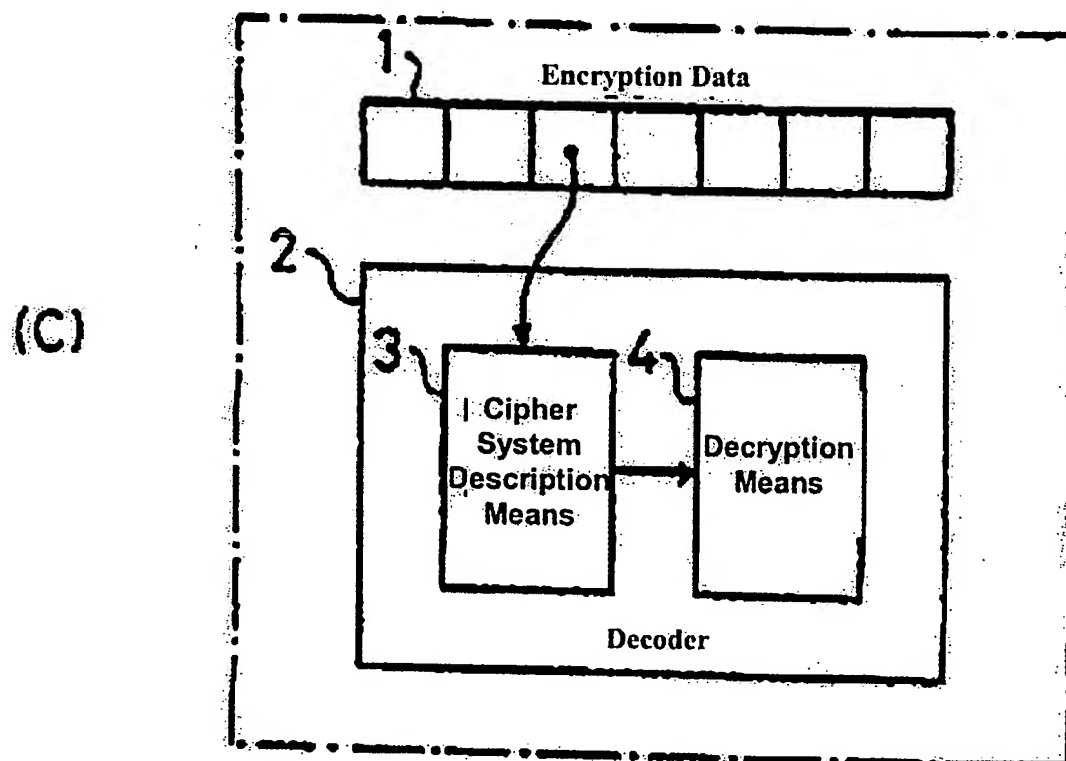 1
Encryption Data
2
(C)
3
4
Cipher
System
Description
Means
Decryption
Means
Decoder